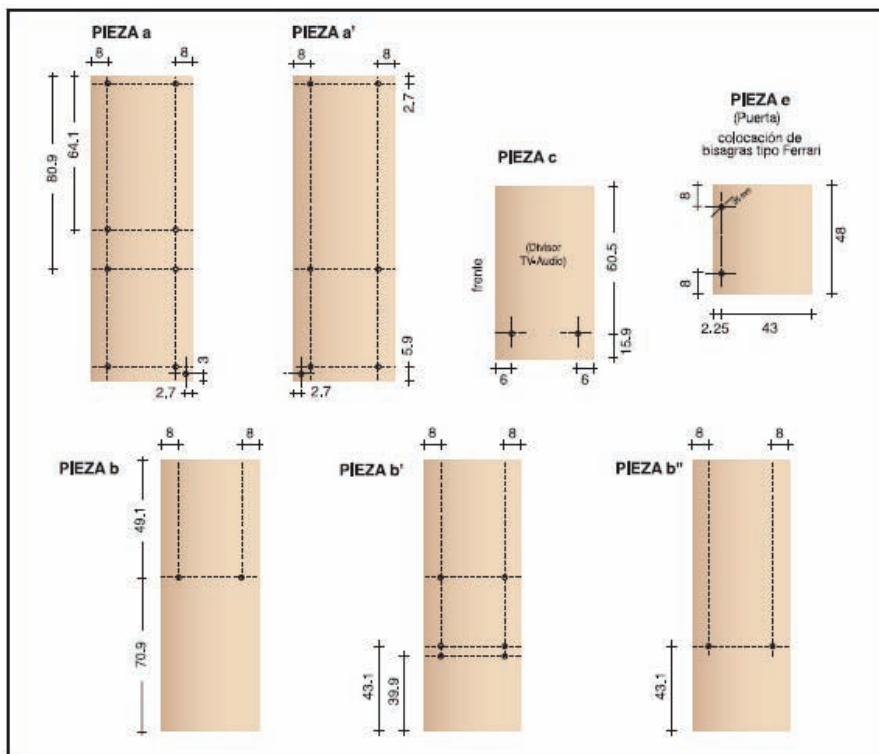 PIEZA a
8
8
80.9
64.1
3
2,7
PIEZA a'
8
8
2.7
5.9
2.7
PIEZA c
frente
(Divisor
TV-Audio)
60.5
15.9
6
6
PIEZA e
(Puerta)
colocación de
bisagras tipo Ferrari
8
8
48
2.25
43
PIEZA b
8
8
49.1
70.9
PIEZA b'
8
8
43.1
39.9
PIEZA b"
8
8
43.1